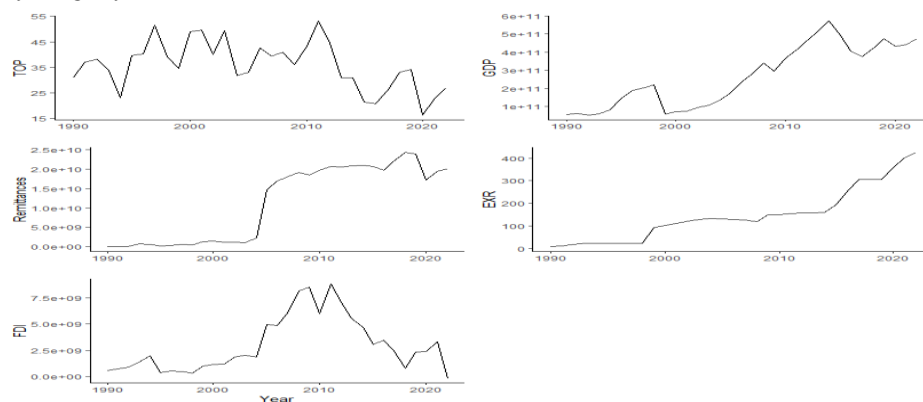 TOP
55
45
35
25
15
1990
2000
2010
2020
GDP
6e+11
5e+11
4e+11
3e+11
2e+11
1e+11
1990
2000
2010
2020
Remittances
2.5e+10
2.0e+10
1.5e+10
1.0e+10
5.0e+09
0.0e+00
1990
2000
2010
2020
EXR
400
300
200
100
0
1990
2000
2010
2020
FDI
7.5e+09
5.0e+09
2.5e+09
0.0e+00
1990
2000
2010
2020
Year